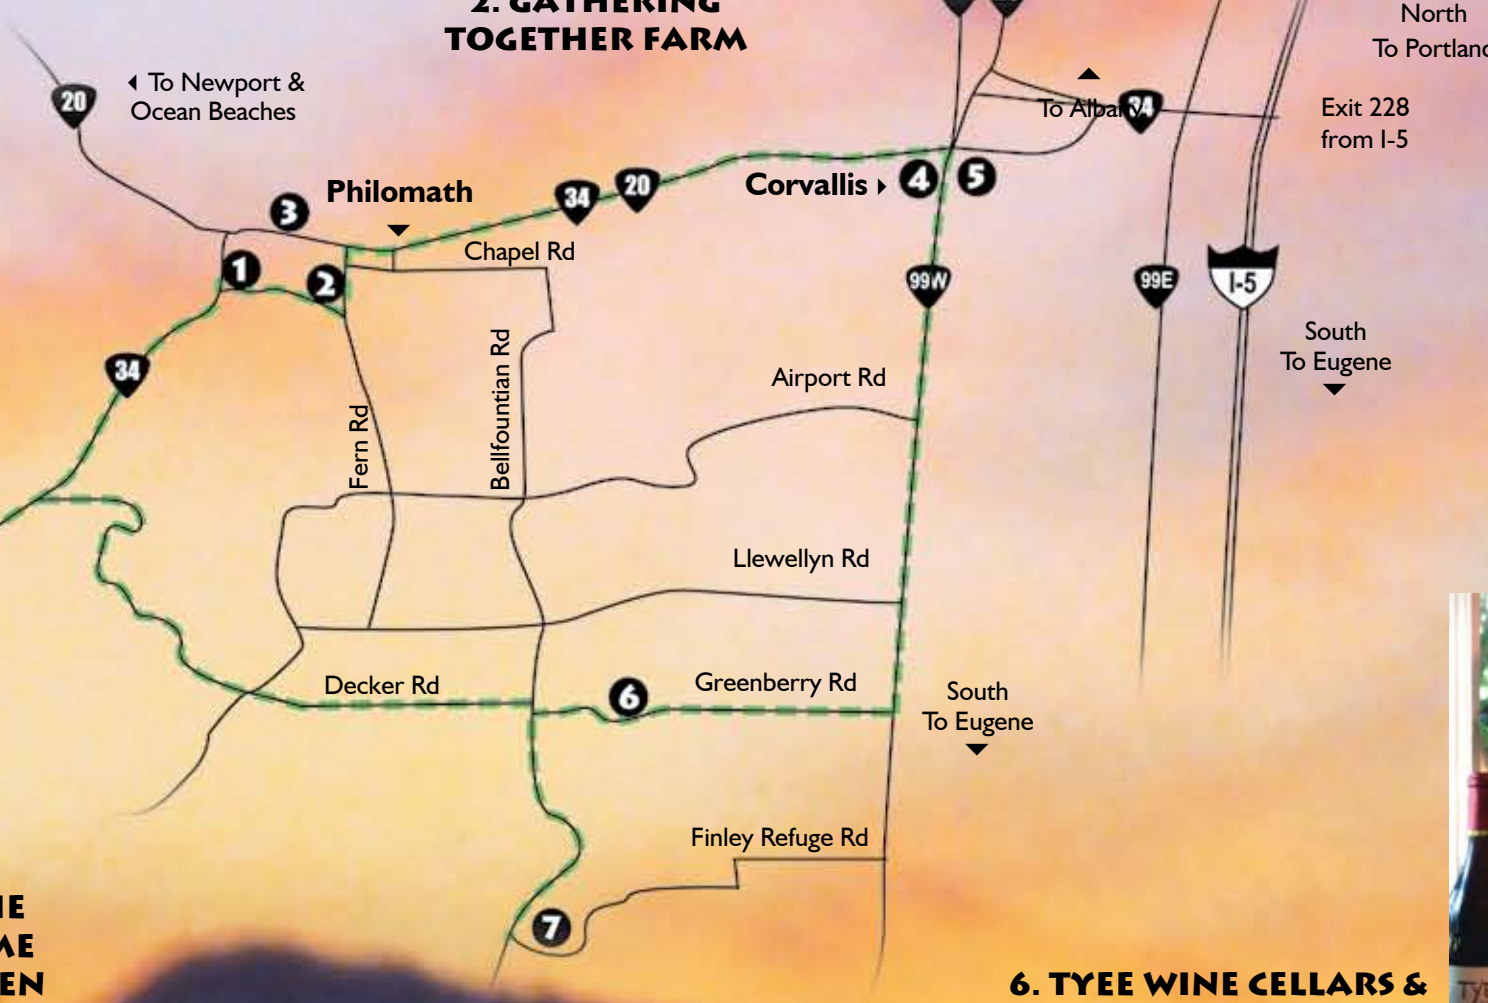 2. GATHERING
TOGETHER FARM
North
To Portland
20
To Newport &
Ocean Beaches
To Albany
34
Exit 228
from I-5
3
Philomath
34
20
Corvallis
4
5
1
2
Chapel Rd
99W
99E
I-5
South
To Eugene
34
Bellfountian Rd
Airport Rd
Fern Rd
Llewellyn Rd
Decker Rd
6
Greenberry Rd
South
To Eugene
Finley Refuge Rd
7
6. TYEE WINE CELLARS &